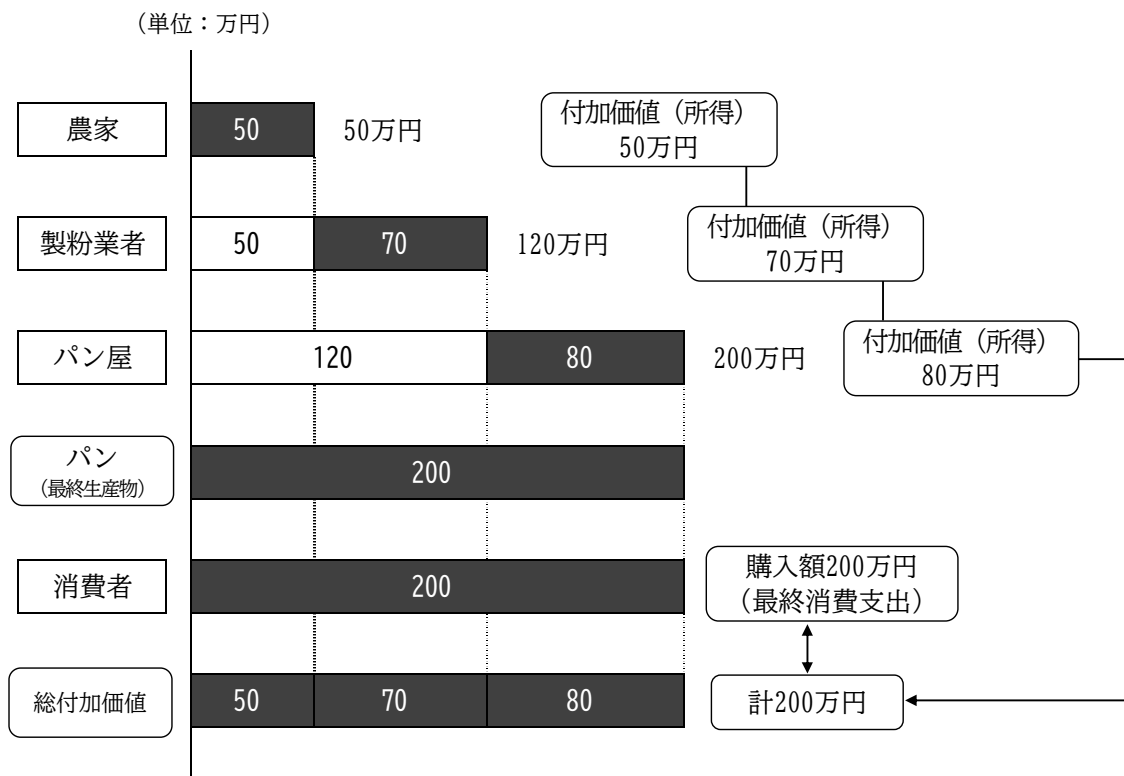 （単位：万円）
農家
50
50万円
付加価値（所得）
50万円
製粉業者
50
70
120万円
付加価値（所得）
70万円
パン屋
120
80
200万円
付加価値（所得）
80万円
パン
（最終生産物）
200
消費者
200
購入額200万円
（最終消費支出）
総付加価値
50
70
80
計200万円